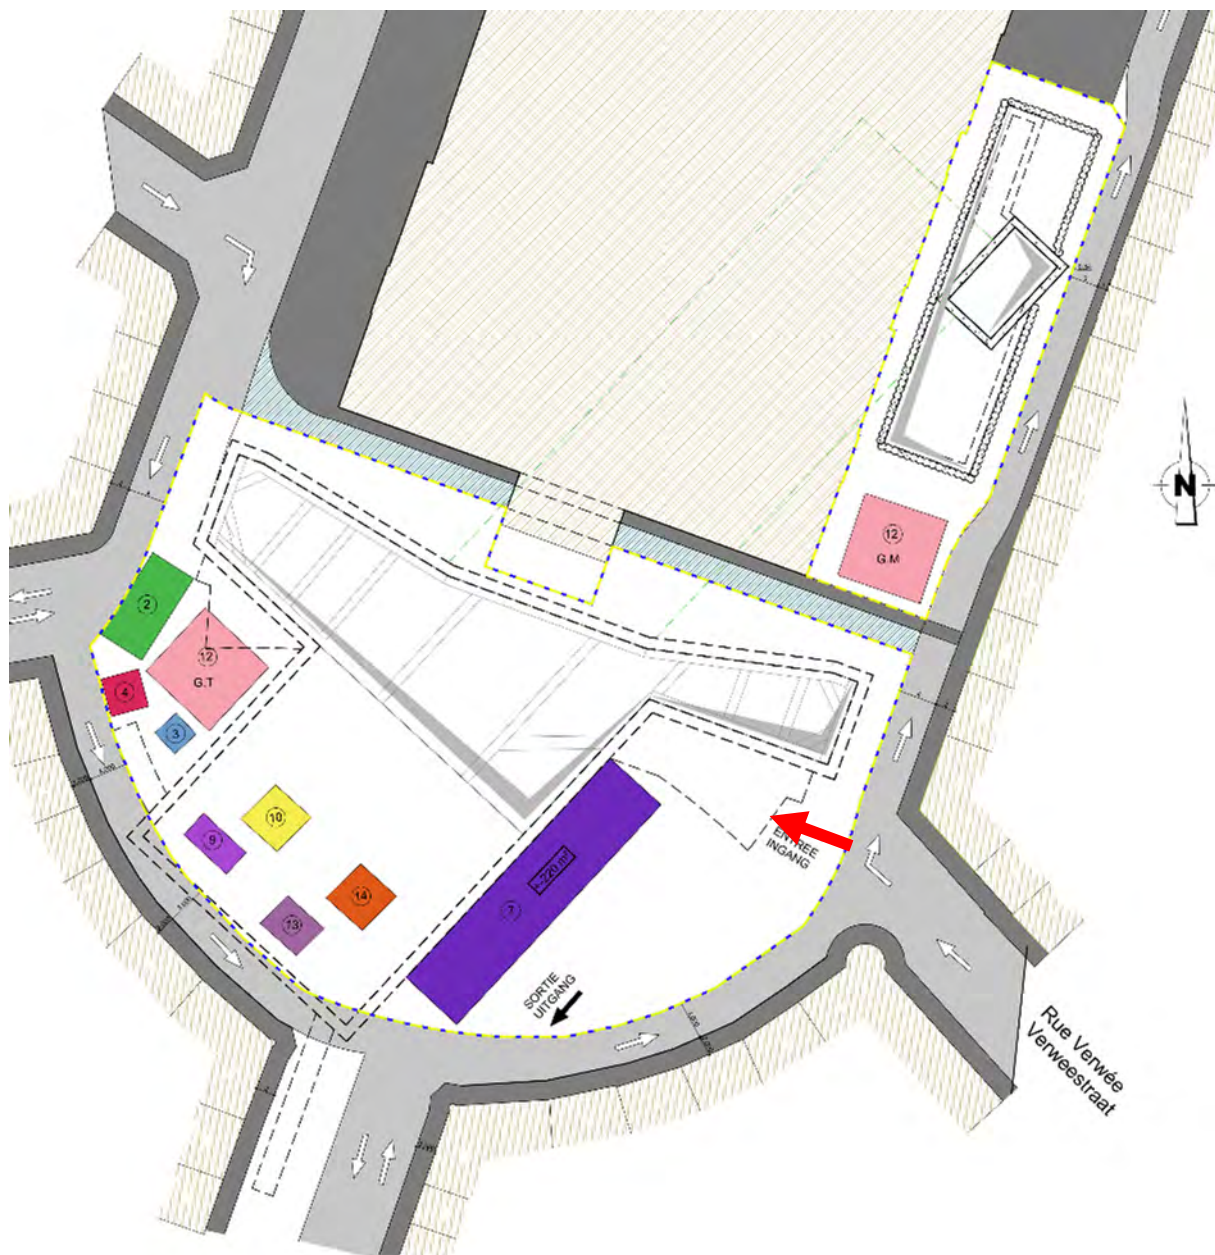 12
G.M
N
2
12
G.T
4
3
10
9
14
13
+-220 m²
7
ENTREE
INGANG
SORTIE
UITGANG
Rue Verwée
Verweestraat